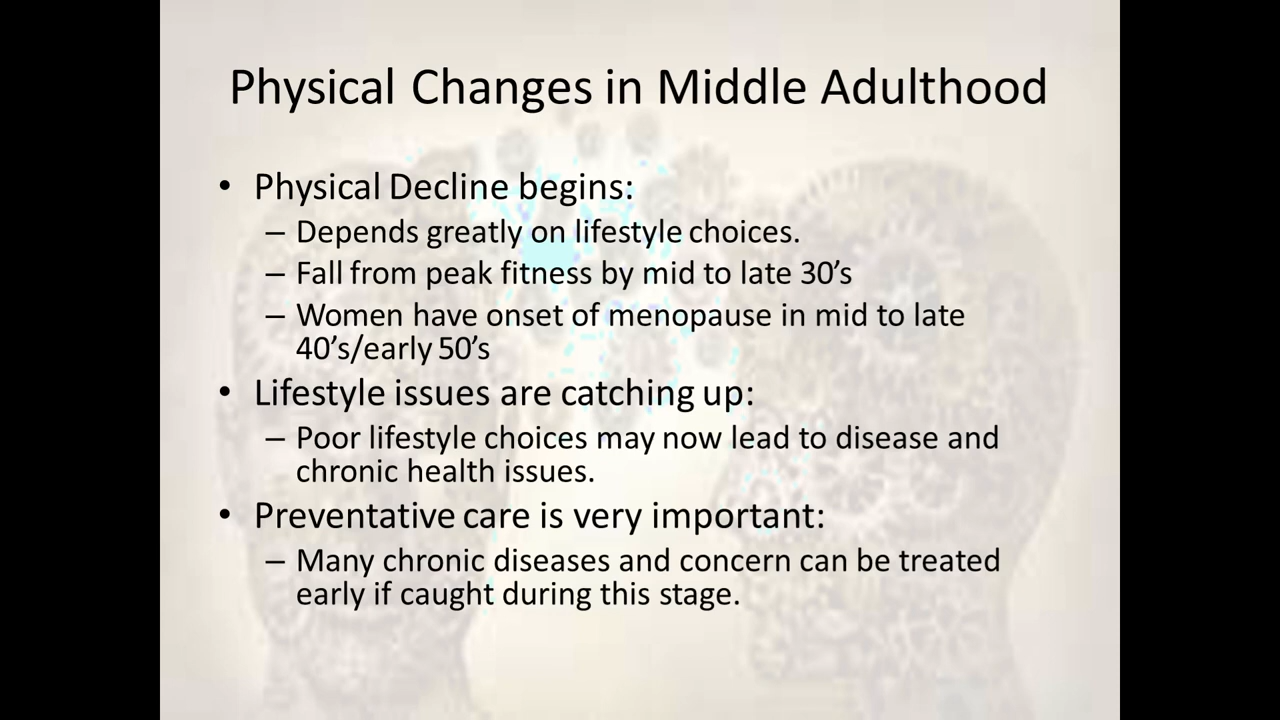 Physical Changes in Middle Adulthood
• Physical Decline begins:
– Depends greatly on lifestyle choices.
– Fall from peak fitness by mid to late 30’s
– Women have onset of menopause in mid to late
40’s/early 50’s
• Lifestyle issues are catching up:
– Poor lifestyle choices may now lead to disease and
chronic health issues.
• Preventative care is very important:
– Many chronic diseases and concern can be treated
early if caught during this stage.